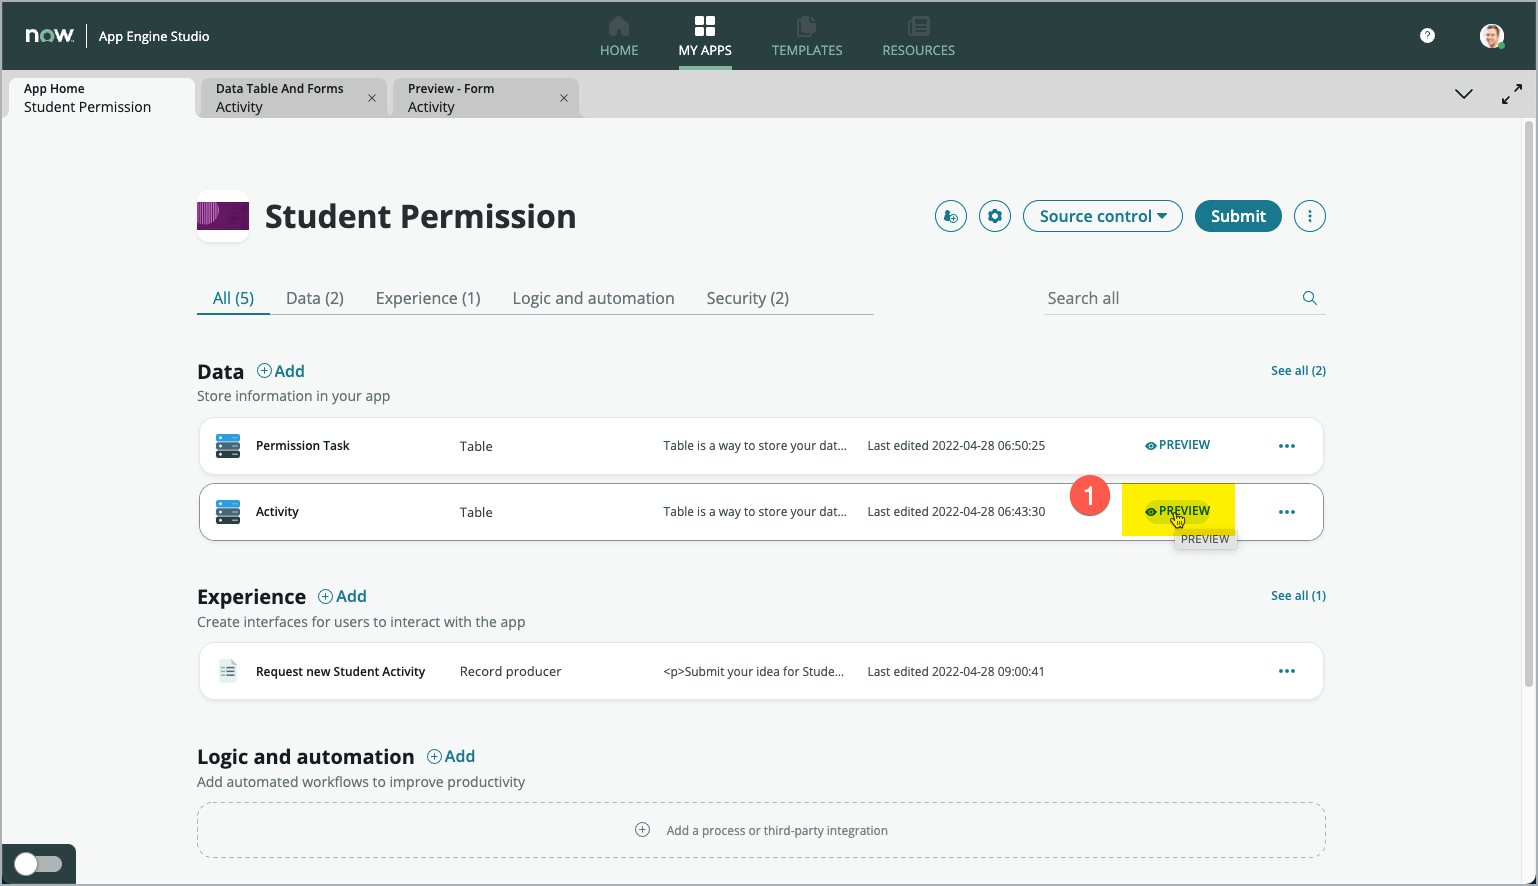 now. App Engine Studio
HOME
MY APPS
TEMPLATES
RESOURCES
?
App Home
Student Permission
Data Table And Forms
Activity
Preview - Form
Activity
Student Permission
Source control
Submit
All (5)
Data (2)
Experience (1)
Logic and automation
Security (2)
Search all
Data
Add
See all (2)
Store information in your app
Permission Task
Table
Table is a way to store your dat...
Last edited 2022-04-28 06:50:25
PREVIEW
1
Activity
Table
Table is a way to store your dat...
Last edited 2022-04-28 06:43:30
PREVIEW
PREVIEW
Experience
Add
See all (1)
Create interfaces for users to interact with the app
Request new Student Activity
Record producer
<p>Submit your idea for Stude...
Last edited 2022-04-28 09:00:41
Logic and automation
Add
Add automated workflows to improve productivity
Add a process or third-party integration